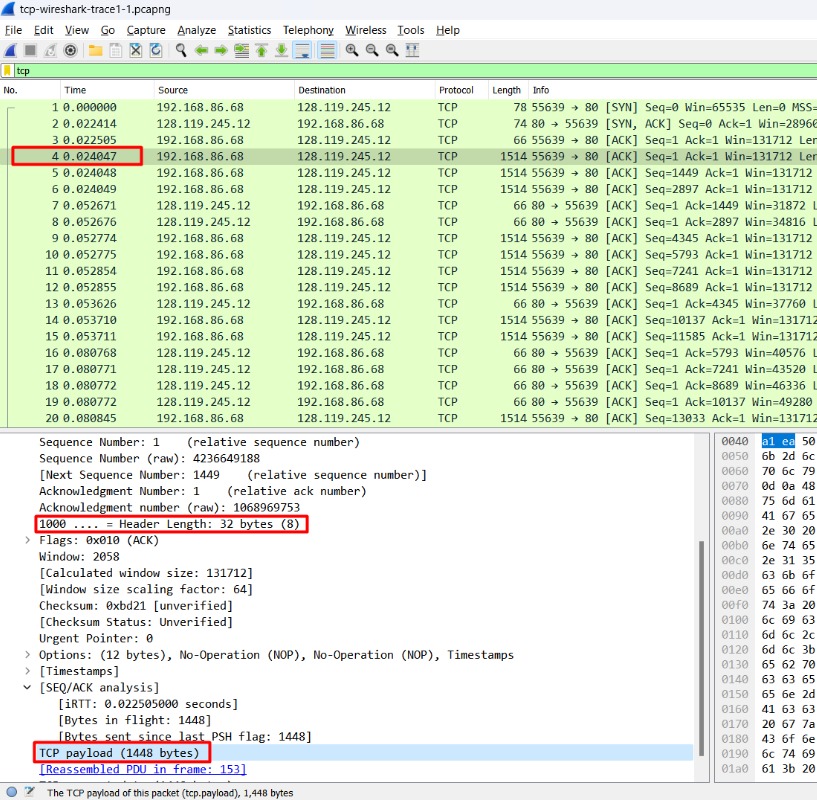 tcp-wireshark-trace1-1.pcapng
File Edit View Go Capture Analyze Statistics Telephony Wireless Tools Help
tcp
No. Time Source Destination Protocol Length Info
1 0.000000 192.168.86.68 128.119.245.12 TCP 78 55639 → 80 [SYN] Seq=0 Win=65535 Len=0 MSS=
2 0.022414 128.119.245.12 192.168.86.68 TCP 74 80 → 55639 [SYN, ACK] Seq=0 Ack=1 Win=28960
3 0.022505 192.168.86.68 128.119.245.12 TCP 66 55639 → 80 [ACK] Seq=1 Ack=1 Win=131712 Len
4 0.024047 192.168.86.68 128.119.245.12 TCP 1514 55639 → 80 [ACK] Seq=1 Ack=1 Win=131712 Len
5 0.024048 192.168.86.68 128.119.245.12 TCP 1514 55639 → 80 [ACK] Seq=1449 Ack=1 Win=131712
6 0.024049 192.168.86.68 128.119.245.12 TCP 1514 55639 → 80 [ACK] Seq=2897 Ack=1 Win=131712
7 0.052671 128.119.245.12 192.168.86.68 TCP 66 80 → 55639 [ACK] Seq=1 Ack=1449 Win=31872 L
8 0.052676 128.119.245.12 192.168.86.68 TCP 66 80 → 55639 [ACK] Seq=1 Ack=2897 Win=34816 L
9 0.052774 192.168.86.68 128.119.245.12 TCP 1514 55639 → 80 [ACK] Seq=4345 Ack=1 Win=131712
10 0.052775 192.168.86.68 128.119.245.12 TCP 1514 55639 → 80 [ACK] Seq=5793 Ack=1 Win=131712
11 0.052854 192.168.86.68 128.119.245.12 TCP 1514 55639 → 80 [ACK] Seq=7241 Ack=1 Win=131712
12 0.052855 192.168.86.68 128.119.245.12 TCP 1514 55639 → 80 [ACK] Seq=8689 Ack=1 Win=131712
13 0.053626 128.119.245.12 192.168.86.68 TCP 66 80 → 55639 [ACK] Seq=1 Ack=4345 Win=37760 L
14 0.053710 192.168.86.68 128.119.245.12 TCP 1514 55639 → 80 [ACK] Seq=10137 Ack=1 Win=131712
15 0.053711 192.168.86.68 128.119.245.12 TCP 1514 55639 → 80 [ACK] Seq=11585 Ack=1 Win=131712
16 0.080768 128.119.245.12 192.168.86.68 TCP 66 80 → 55639 [ACK] Seq=1 Ack=5793 Win=40576 L
17 0.080771 128.119.245.12 192.168.86.68 TCP 66 80 → 55639 [ACK] Seq=1 Ack=7241 Win=43520 L
18 0.080772 128.119.245.12 192.168.86.68 TCP 66 80 → 55639 [ACK] Seq=1 Ack=8689 Win=46336 L
19 0.080772 128.119.245.12 192.168.86.68 TCP 66 80 → 55639 [ACK] Seq=1 Ack=10137 Win=49280
20 0.080845 192.168.86.68 128.119.245.12 TCP 1514 55639 → 80 [ACK] Seq=13033 Ack=1 Win=131712
Sequence Number: 1 (relative sequence number)
Sequence Number (raw): 4236649188
[Next Sequence Number: 1449 (relative sequence number)]
Acknowledgment Number: 1 (relative ack number)
Acknowledgment number (raw): 1068969753
1000 .... = Header Length: 32 bytes (8)
Flags: 0x010 (ACK)
Window: 2058
[Calculated window size: 131712]
[Window size scaling factor: 64]
Checksum: 0xbd21 [unverified]
[Checksum Status: Unverified]
Urgent Pointer: 0
Options: (12 bytes), No-Operation (NOP), No-Operation (NOP), Timestamps
[Timestamps]
[SEQ/ACK analysis]
[iRTT: 0.022505000 seconds]
[Bytes in flight: 1448]
[Bytes sent since last PSH flag: 1448]
TCP payload (1448 bytes)
[Reassembled PDU in frame: 153]
0040 a1 ea 50
0050 6b 2d 6c
0060 70 6c 79
0070 0d 0a 48
0080 75 6d 61
0090 41 67 65
00a0 2e 30 20
00b0 6e 74 65
00c0 2e 31 35
00d0 63 6b 6f
00e0 65 66 6f
00f0 74 3a 20
0100 6c 69 63
0110 6d 6c 2c
0120 6d 6c 3b
0130 65 62 70
0140 63 63 65
0150 65 6e 2d
0160 41 63 63
0170 20 67 7a
0180 43 6f 6e
0190 6c 74 69
01a0 61 3b 20
The TCP payload of this packet (tcp.payload), 1,448 bytes